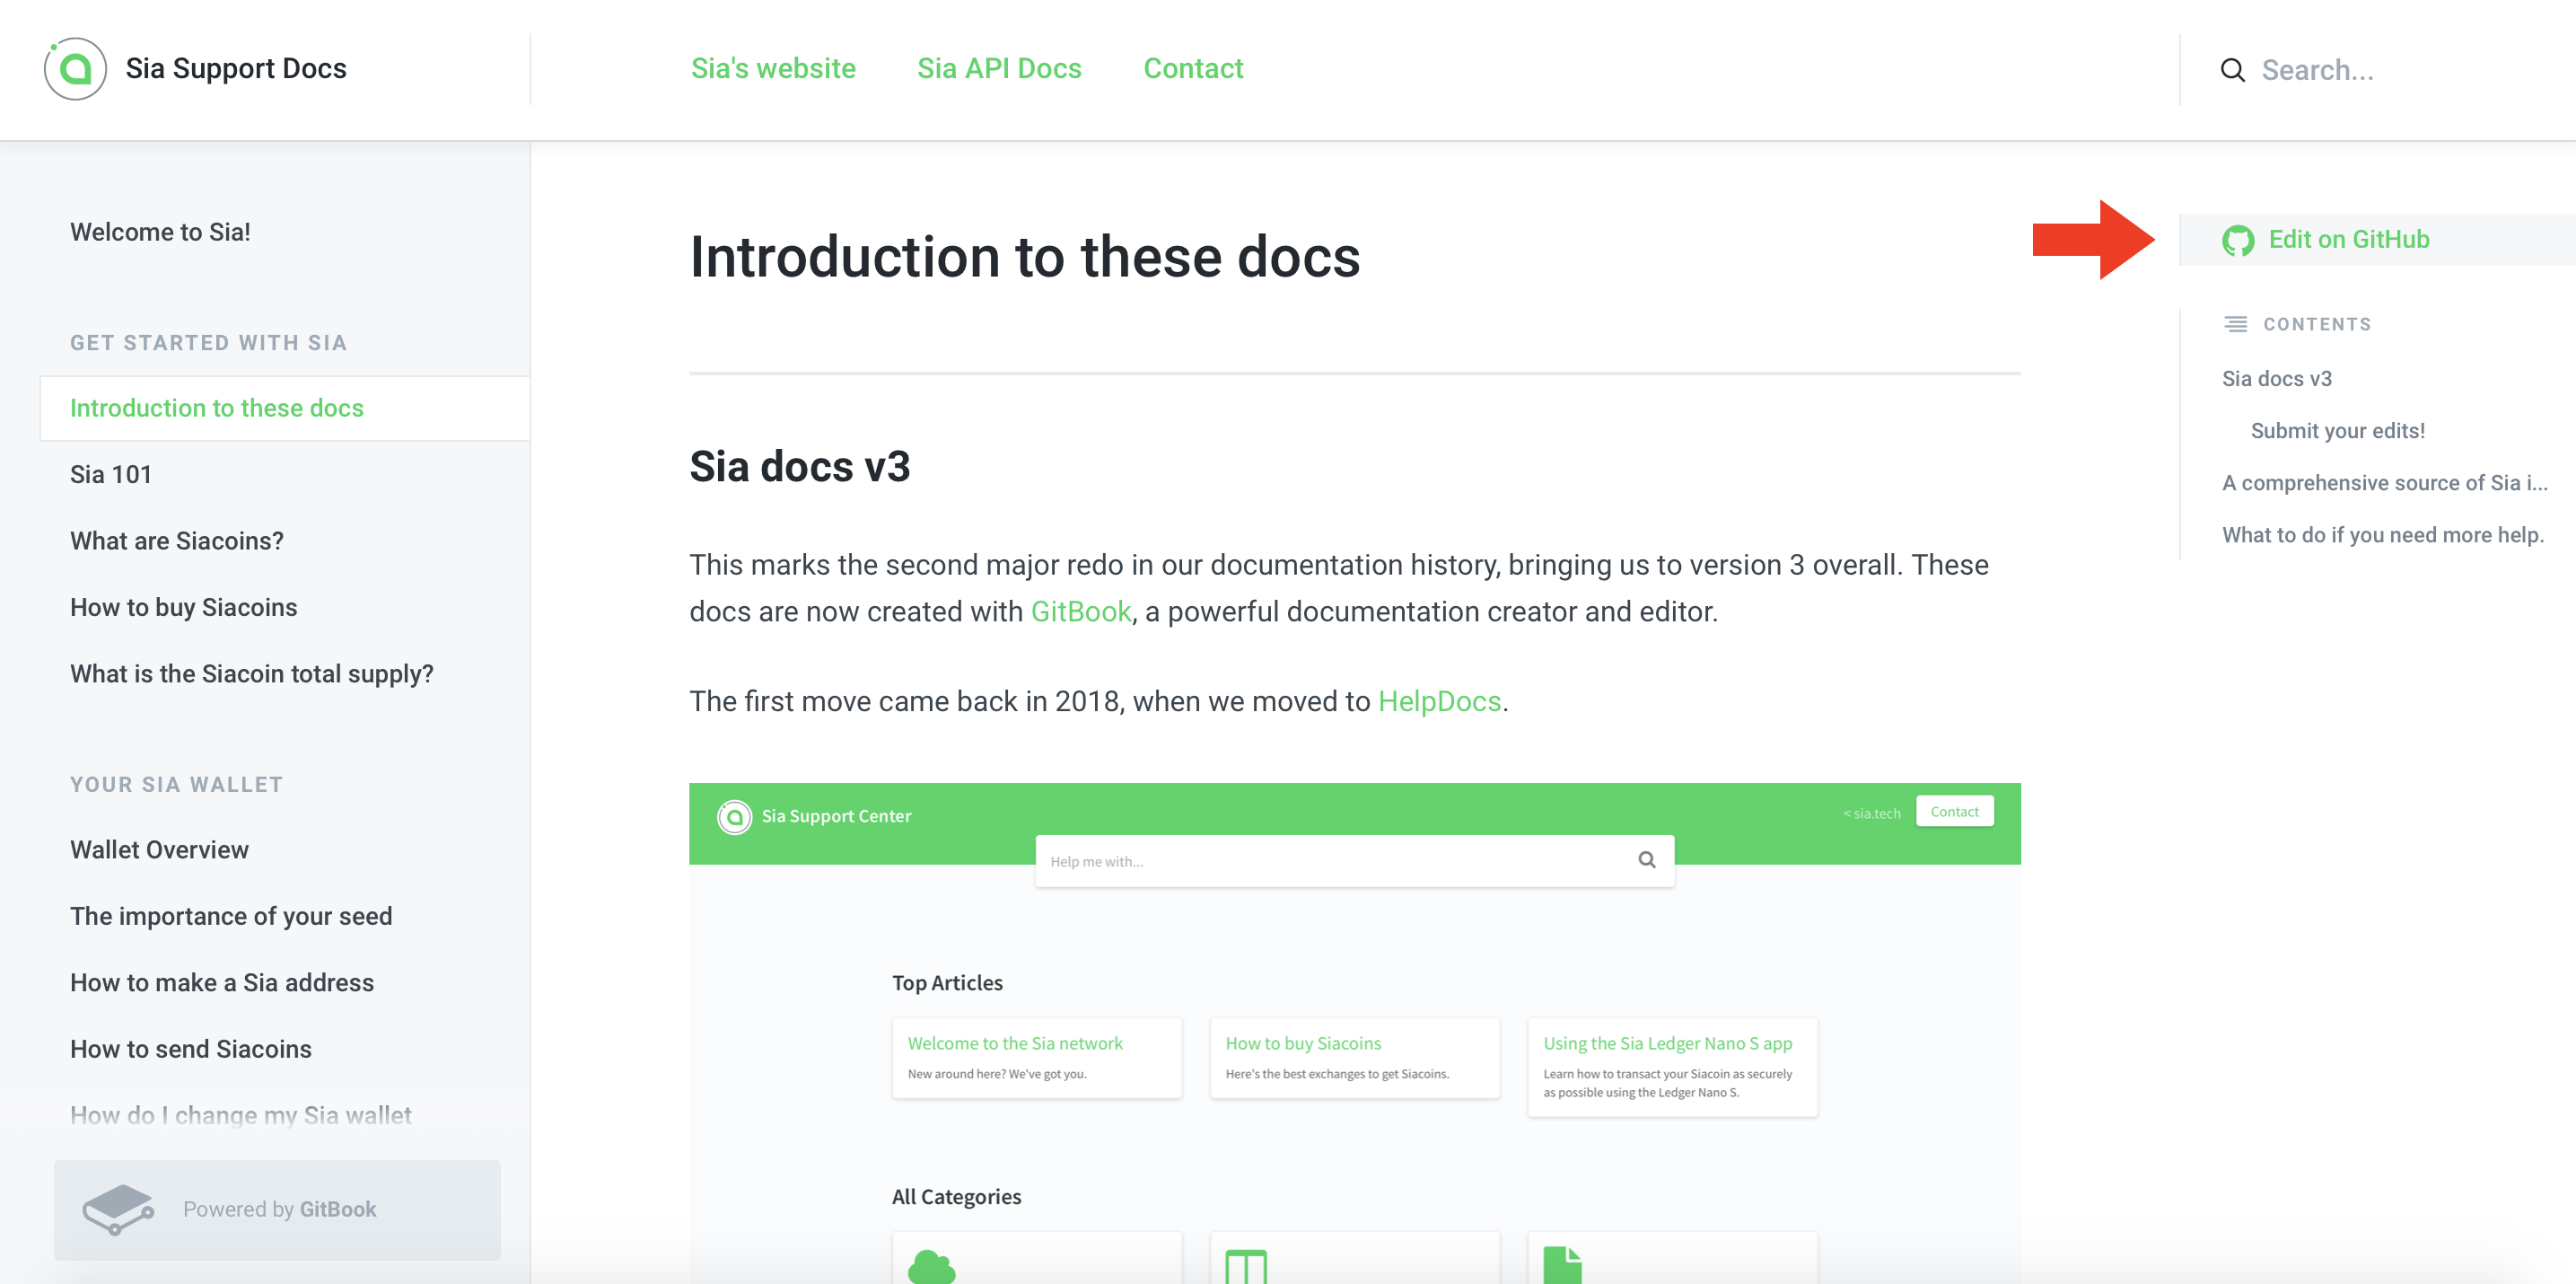 Sia Support Docs
Sia's website
Sia API Docs
Contact
Search...
Welcome to Sia!
GET STARTED WITH SIA
Introduction to these docs
Sia 101
What are Siacoins?
How to buy Siacoins
What is the Siacoin total supply?
YOUR SIA WALLET
Wallet Overview
The importance of your seed
How to make a Sia address
How to send Siacoins
How do I change my Sia wallet
Powered by GitBook
Introduction to these docs
Sia docs v3
This marks the second major redo in our documentation history, bringing us to version 3 overall. These
docs are now created with GitBook, a powerful documentation creator and editor.
The first move came back in 2018, when we moved to HelpDocs.
Sia Support Center
< sia.tech
Contact
Help me with...
Top Articles
Welcome to the Sia network
New around here? We've got you.
How to buy Siacoins
Here's the best exchanges to get Siacoins.
Using the Sia Ledger Nano S app
Learn how to transact your Siacoin as securely
as possible using the Ledger Nano S.
All Categories
Edit on GitHub
CONTENTS
Sia docs v3
Submit your edits!
A comprehensive source of Sia i...
What to do if you need more help.